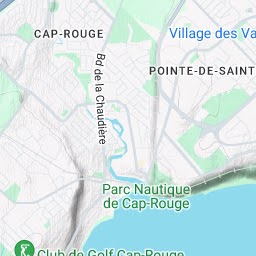 Village des Va
CAP-ROUGE
Bd de la Chaudière
POINTE-DE-SAINT
Parc Nautique
de Cap-Rouge
Club de Golf Cap-Rouge